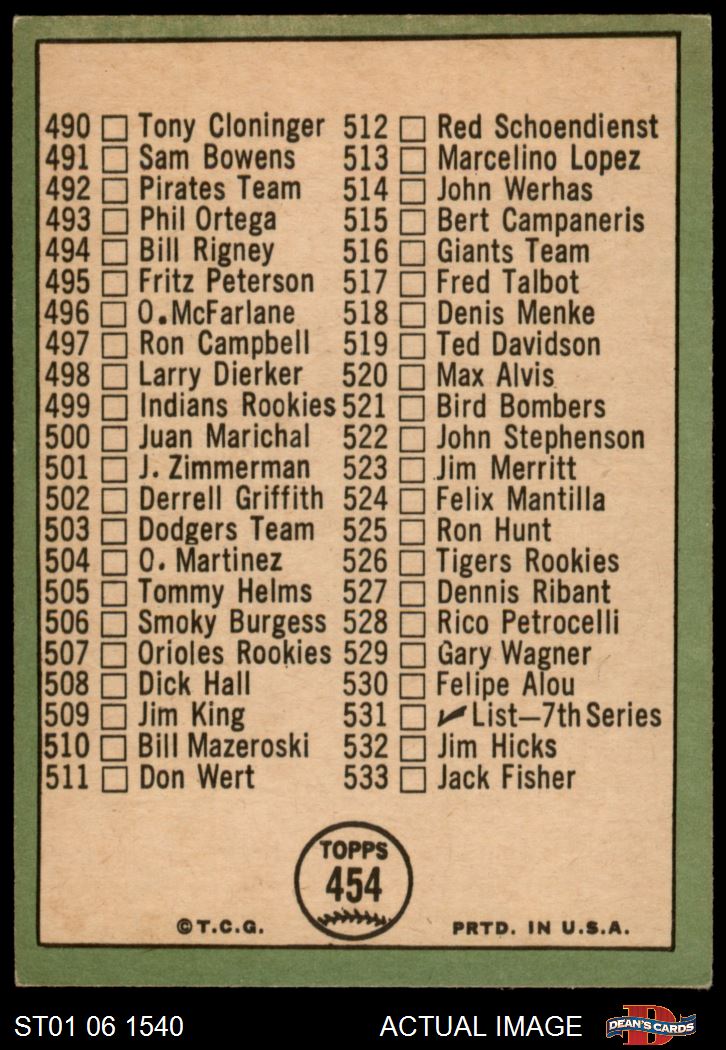 490 Tony Cloninger
491 Sam Bowens
492 Pirates Team
493 Phil Ortega
494 Bill Rigney
495 Fritz Peterson
496 O. McFarlane
497 Ron Campbell
498 Larry Dierker
499 Indians Rookies
500 Juan Marichal
501 J. Zimmerman
502 Derrell Griffith
503 Dodgers Team
504 O. Martinez
505 Tommy Helms
506 Smoky Burgess
507 Orioles Rookies
508 Dick Hall
509 Jim King
510 Bill Mazeroski
511 Don Wert
512 Red Schoendienst
513 Marcelino Lopez
514 John Werhas
515 Bert Campaneris
516 Giants Team
517 Fred Talbot
518 Denis Menke
519 Ted Davidson
520 Max Alvis
521 Bird Bombers
522 John Stephenson
523 Jim Merritt
524 Felix Mantilla
525 Ron Hunt
526 Tigers Rookies
527 Dennis Ribant
528 Rico Petrocelli
529 Gary Wagner
530 Felipe Alou
531 ✓List—7th Series
532 Jim Hicks
533 Jack Fisher
TOPPS
454
©T.C.G.
PRTD. IN U.S.A.
ST01 06 1540
ACTUAL IMAGE
D
DEAN'S CARDS